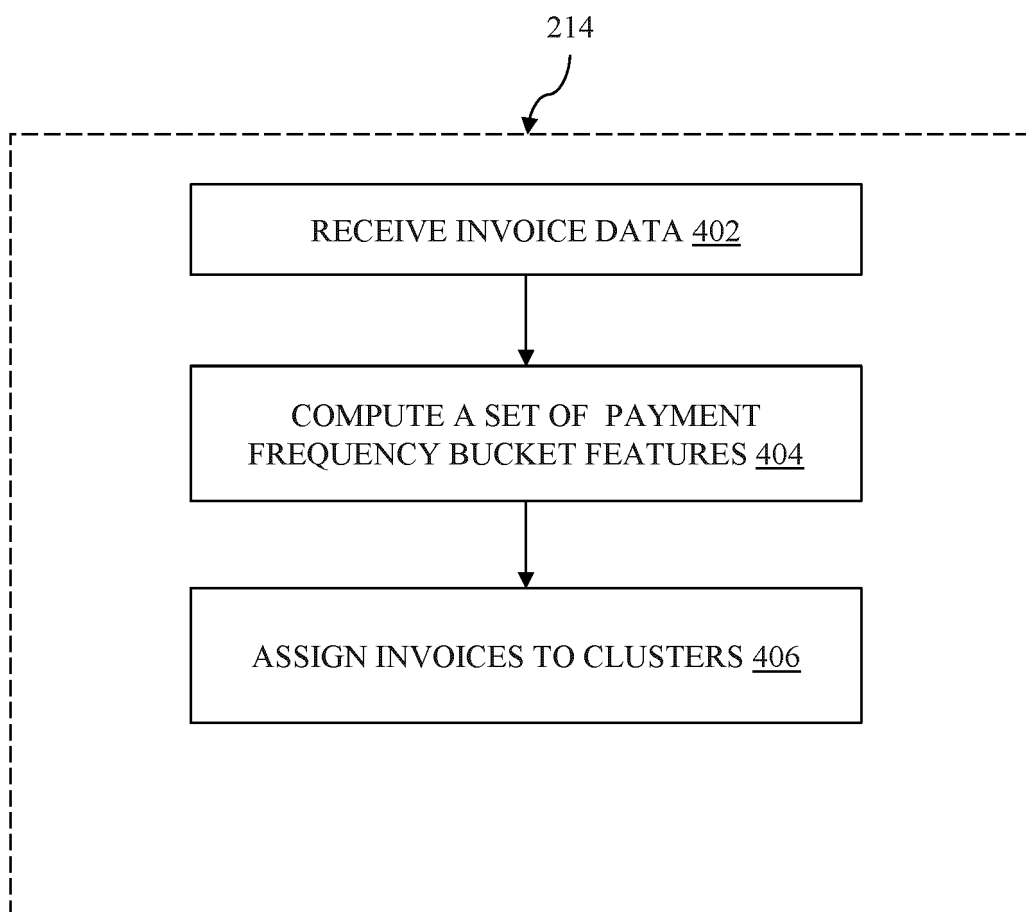 214
RECEIVE INVOICE DATA 402
COMPUTE A SET OF PAYMENT
FREQUENCY BUCKET FEATURES 404
ASSIGN INVOICES TO CLUSTERS 406